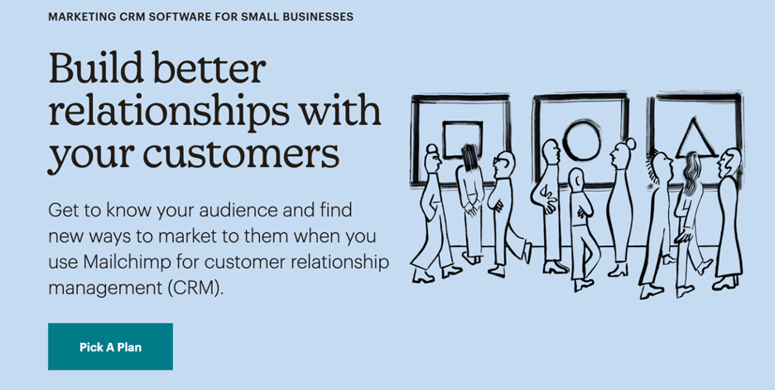 MARKETING CRM SOFTWARE FOR SMALL BUSINESSES
Build better
relationships with
your customers
Get to know your audience and find
new ways to market to them when you
use Mailchimp for customer relationship
management (CRM).
Pick A Plan